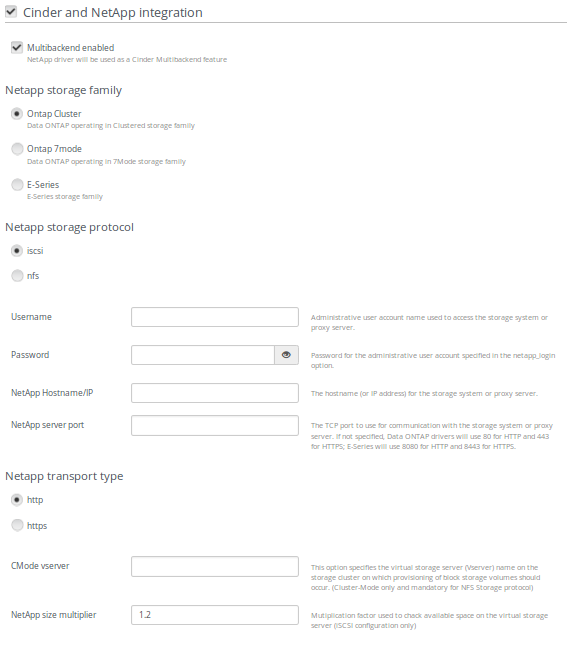 Cinder and NetApp integration
Multibackend enabled
NetApp driver will be used as a Cinder Multibackend feature
Netapp storage family
Ontap Cluster
Data ONTAP operating in Clustered storage family
Ontap 7mode
Data ONTAP operating in 7Mode storage family
E-Series
E-Series storage family
Netapp storage protocol
iscsi
nfs
Username
Administrative user account name used to access the storage system or
proxy server.
Password
Password for the administrative user account specified in the netapp_login
option.
NetApp Hostname/IP
The hostname (or IP address) for the storage system or proxy server.
NetApp server port
The TCP port to use for communication with the storage system or proxy
server. If not specified, Data ONTAP drivers will use 80 for HTTP and 443
for HTTPS; E-Series will use 8080 for HTTP and 8443 for HTTPS.
Netapp transport type
http
https
CMode vserver
This option specifies the virtual storage server (Vserver) name on the
storage cluster on which provisioning of block storage volumes should
occur. (Cluster-Mode only and mandatory for NFS Storage protocol)
NetApp size multiplier
1.2
Multiplication factor used to chack available space on the virtual storage
server (iSCSI configuration only)